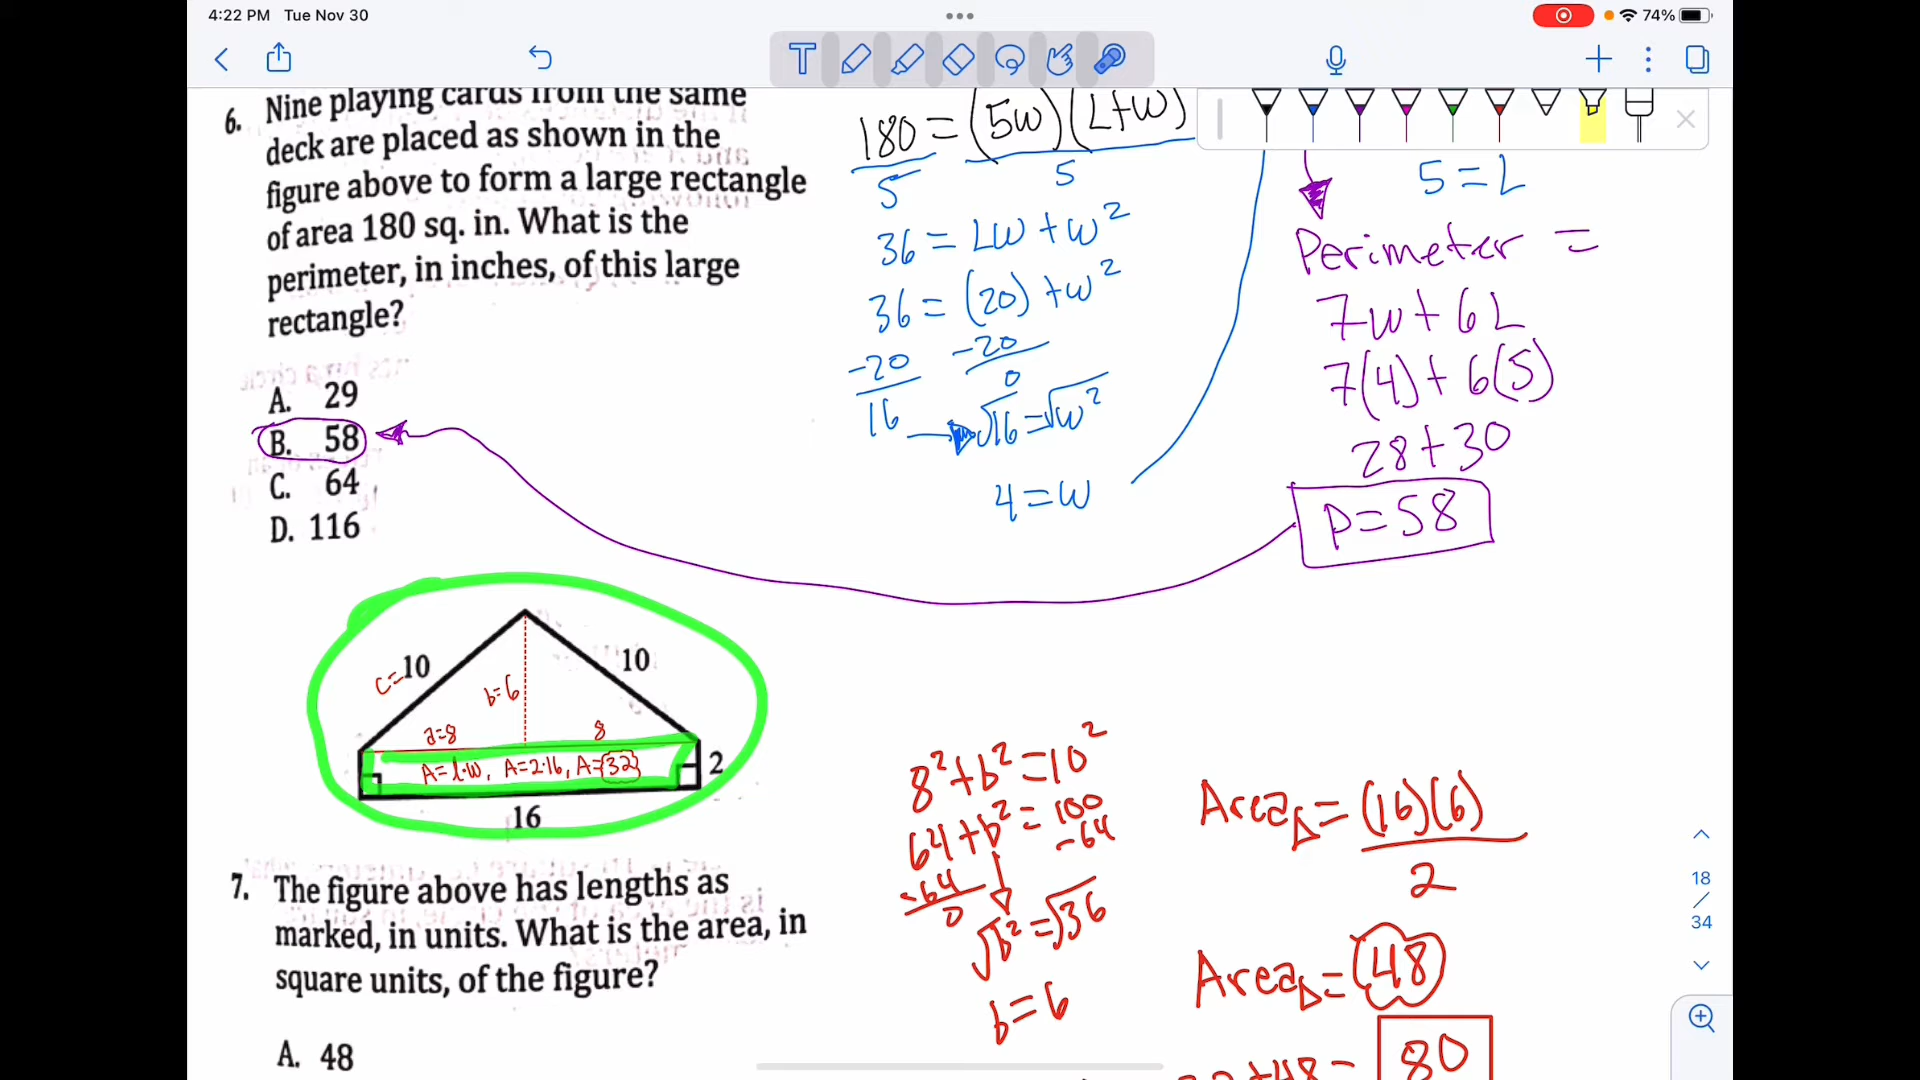 4:22 PM Tue Nov 30
74%
6. Nine playing cards from the same
deck are placed as shown in the
figure above to form a large rectangle
of area 180 sq. in. What is the
perimeter, in inches, of this large
rectangle?
A. 29
B. 58
C. 64
D. 116
180 = (5w)(L+w)
5 5
36 = LW + w²
36 = (20) + w²
-20 -20
16 0
√16 = √w²
4 = w
5 = L
Perimeter =
7w + 6L
7(4) + 6(5)
28 + 30
P = 58
c=10
10
b=6
a=8 8
A=l·w, A=2·16, A=32
2
16
8² + b² = 10²
64 + b² = 100
-64
-64
0
√b² = √36
b = 6
Area△ = (16)(6)
2
Area△ = 48
80
7. The figure above has lengths as
marked, in units. What is the area, in
square units, of the figure?
A. 48
18
/
34